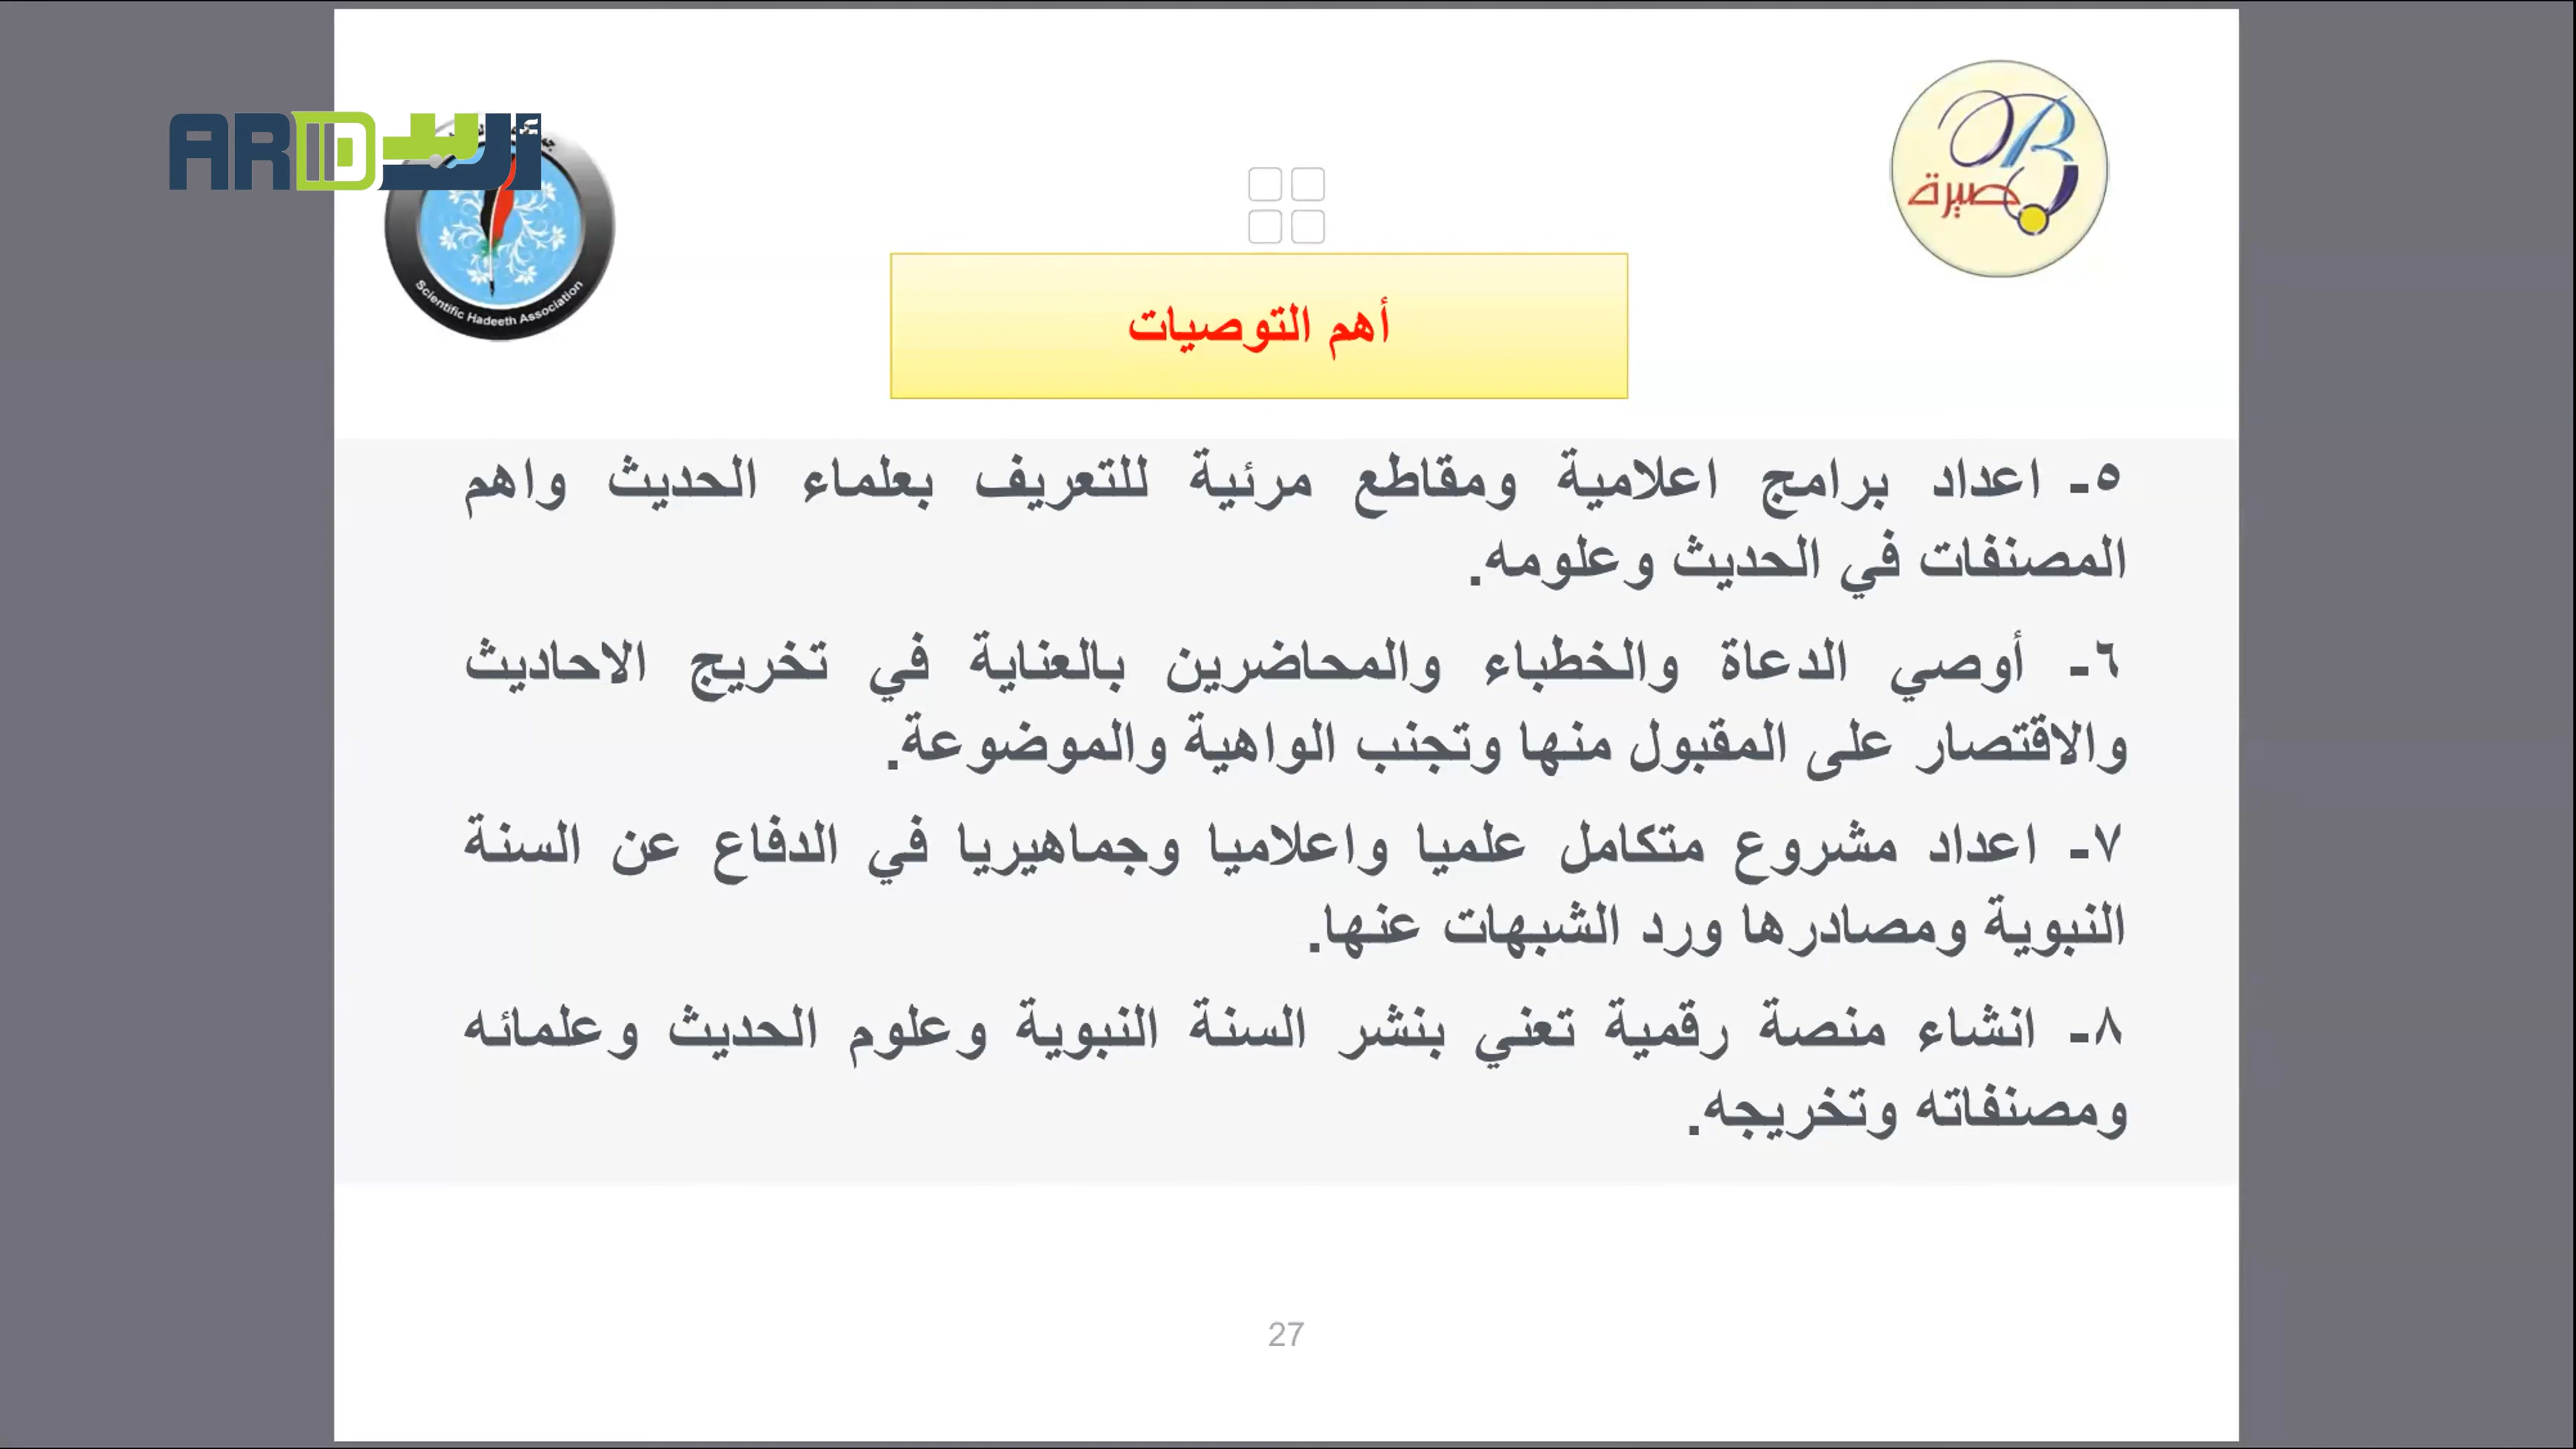 ARID أريد
بصيرة
Scientific Hadeeth Association
أهم التوصيات
٥- اعداد برامج اعلامية ومقاطع مرئية للتعريف بعلماء الحديث واهم
المصنفات في الحديث وعلومه.
٦- أوصي الدعاة والخطباء والمحاضرين بالعناية في تخريج الاحاديث
والاقتصار على المقبول منها وتجنب الواهية والموضوعة.
٧- اعداد مشروع متكامل علميا واعلاميا وجماهيريا في الدفاع عن السنة
النبوية ومصادرها ورد الشبهات عنها.
٨- انشاء منصة رقمية تعني بنشر السنة النبوية وعلوم الحديث وعلمائه
ومصنفاته وتخريجه.
27